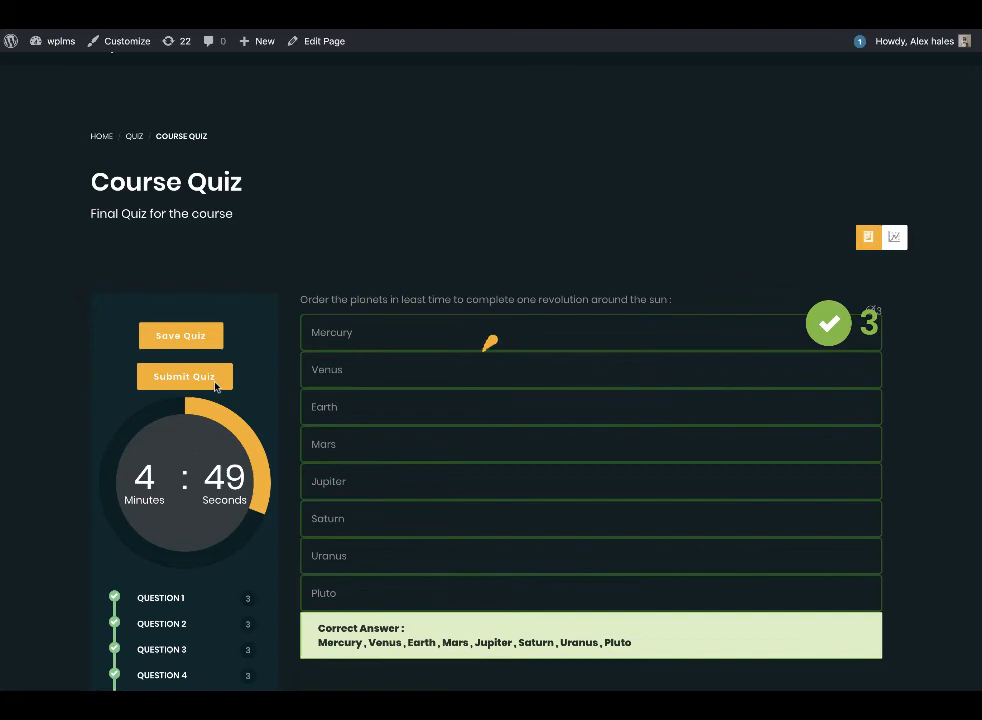 wplms Customize 22 0 New Edit Page 1 Howdy, Alex hales
HOME / QUIZ / COURSE QUIZ
Course Quiz
Final Quiz for the course
Save Quiz
Submit Quiz
4 : 49
Minutes Seconds
QUESTION 1 3
QUESTION 2 3
QUESTION 3 3
QUESTION 4 3
Order the planets in least time to complete one revolution around the sun :
3
Mercury
3
Venus
Earth
Mars
Jupiter
Saturn
Uranus
Pluto
Correct Answer :
Mercury , Venus , Earth , Mars , Jupiter , Saturn , Uranus , Pluto